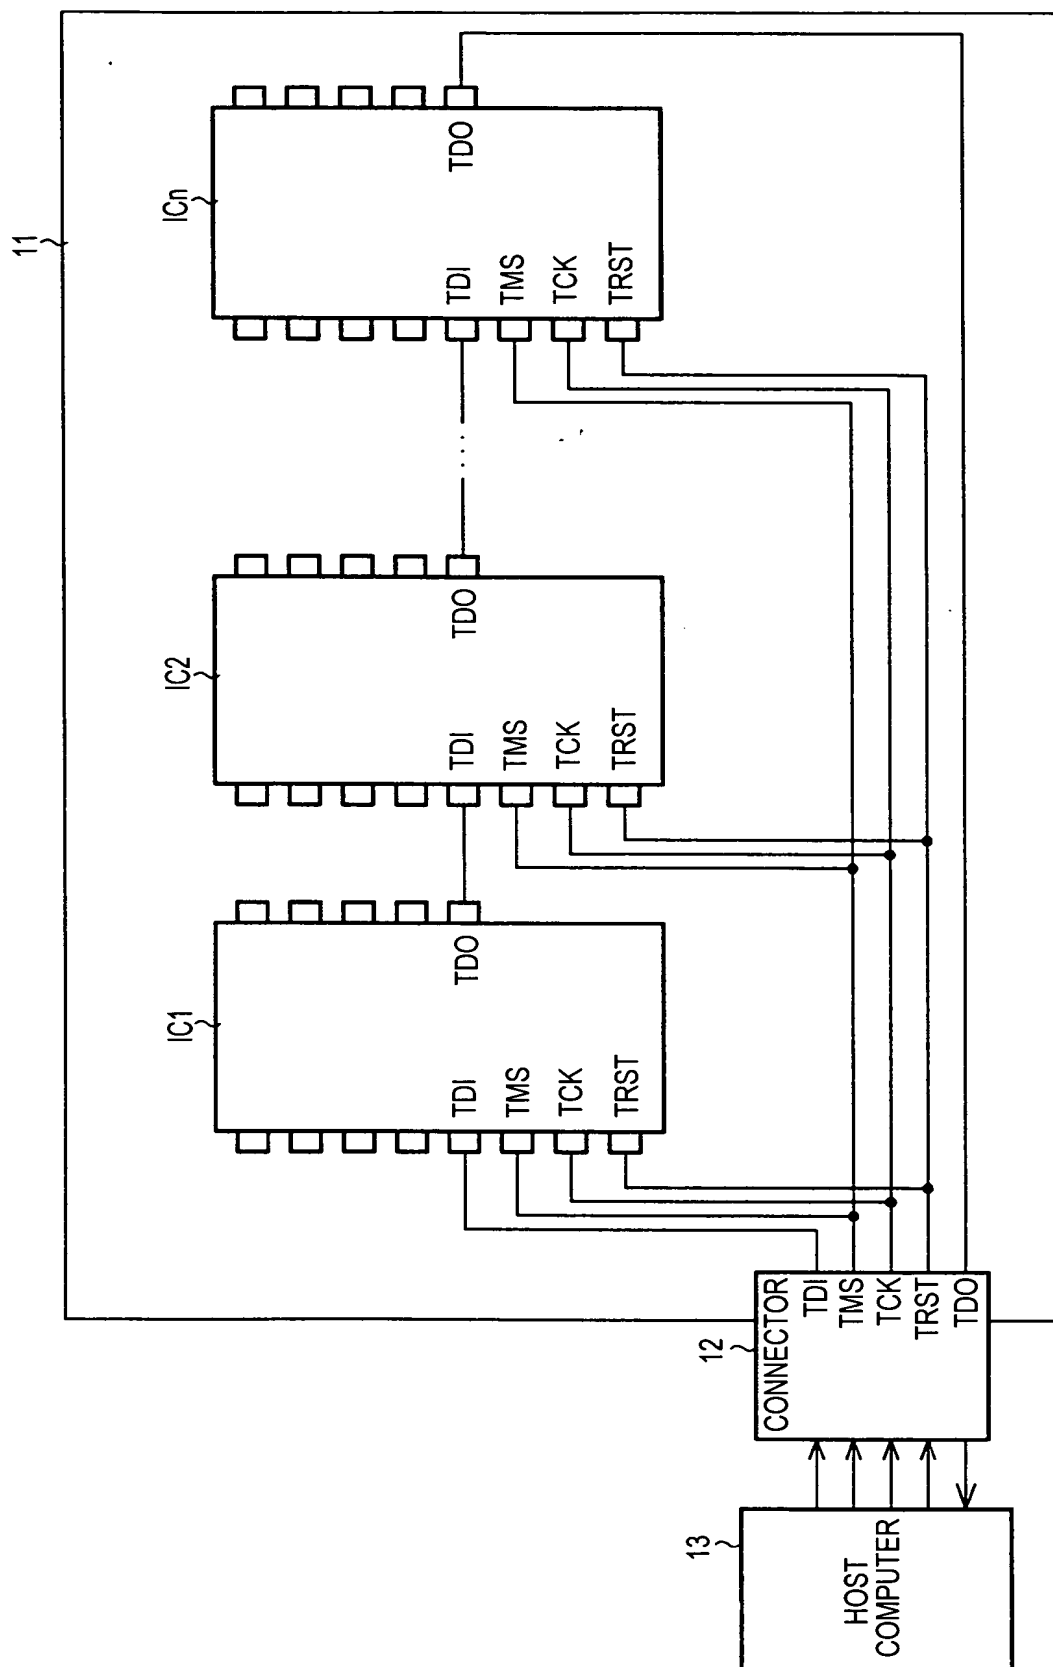 11
ICn
TDO
TDI
TMS
TCK
TRST
IC2
TDO
TDI
TMS
TCK
TRST
IC1
TDO
TDI
TMS
TCK
TRST
12
CONNECTOR
TDI
TMS
TCK
TRST
TDO
13
HOST
COMPUTER